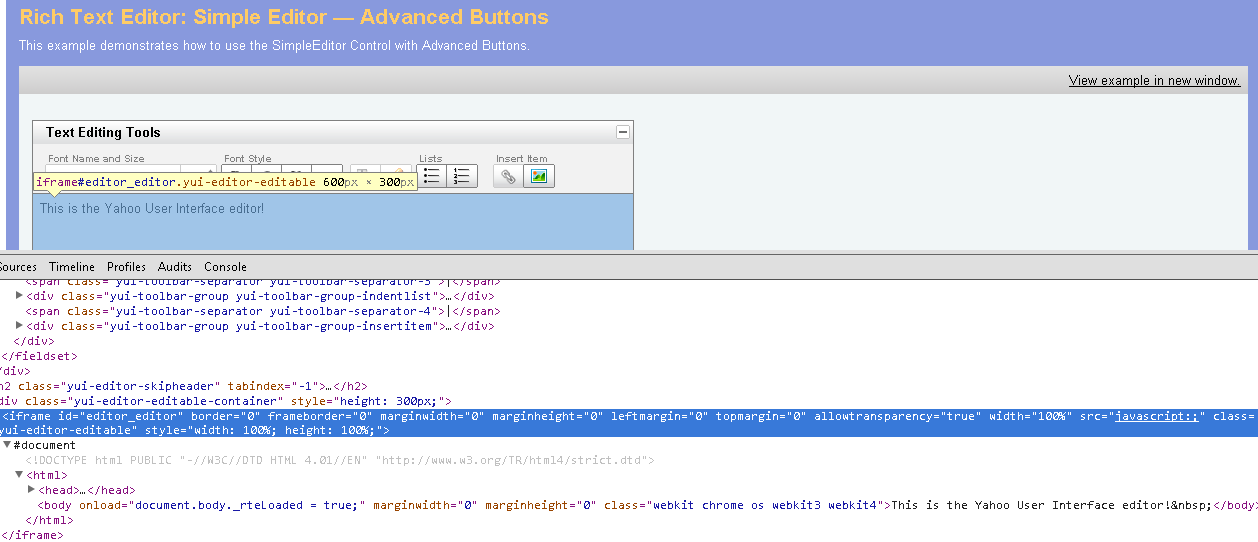 Rich Text Editor: Simple Editor — Advanced Buttons
This example demonstrates how to use the SimpleEditor Control with Advanced Buttons.
View example in new window.
Text Editing Tools
Font Name and Size Font Style Lists Insert Item
iframe#editor_editor.yui-editor-editable 600px × 300px
This is the Yahoo User Interface editor!
Sources Timeline Profiles Audits Console
<span class="yui-toolbar-separator yui-toolbar-separator-3">|</span>
<div class="yui-toolbar-group yui-toolbar-group-indentlist">…</div>
<span class="yui-toolbar-separator yui-toolbar-separator-4">|</span>
<div class="yui-toolbar-group yui-toolbar-group-insertitem">…</div>
</div>
</fieldset>
/div>
h2 class="yui-editor-skipheader" tabindex="-1">…</h2>
div class="yui-editor-editable-container" style="height: 300px;">
<iframe id="editor_editor" border="0" frameborder="0" marginwidth="0" marginheight="0" leftmargin="0" topmargin="0" allowtransparency="true" width="100%" src="javascript:;" class=
yui-editor-editable" style="width: 100%; height: 100%;">
#document
<!DOCTYPE html PUBLIC "-//W3C//DTD HTML 4.01//EN" "http://www.w3.org/TR/html4/strict.dtd">
<html>
<head>…</head>
<body onload="document.body._rteLoaded = true;" marginwidth="0" marginheight="0" class="webkit chrome os webkit3 webkit4">This is the Yahoo User Interface editor!&nbsp;</body>
</html>
</iframe>